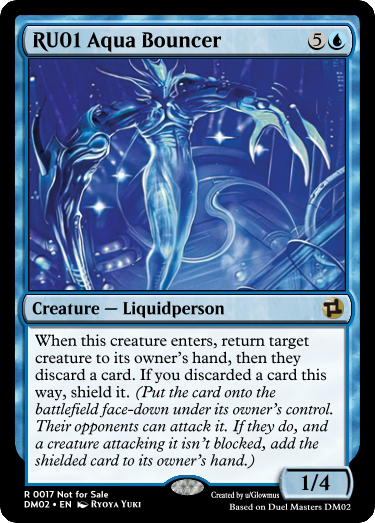 RU01 Aqua Bouncer 5
Creature — Liquidperson
When this creature enters, return target
creature to its owner's hand, then they
discard a card. If you discarded a card this
way, shield it. (Put the card onto the
battlefield face-down under its owner's control.
Their opponents can attack it. If they do, and
a creature attacking it isn't blocked, add the
shielded card to its owner's hand.)
1/4
R 0017 Not for Sale
DM02 • EN Ryoya Yuki
Created by u/Glowmus
Based on Duel Masters DM02